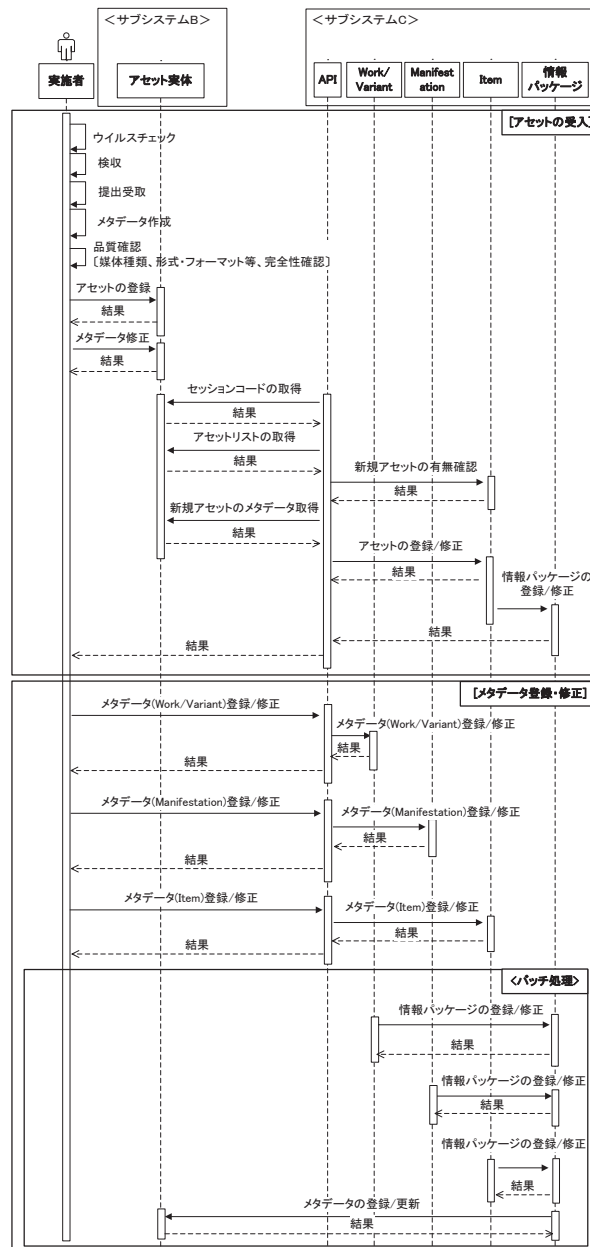 ＜サブシステムB＞
＜サブシステムC＞
実施者
アセット実体
API
Work/
Variant
Manifest
ation
Item
情報
パッケージ
[アセットの受入]
ウイルスチェック
検収
提出受取
メタデータ作成
品質確認
〔媒体種類、形式・フォーマット等、完全性確認〕
アセットの登録
結果
メタデータ修正
結果
セッションコードの取得
結果
アセットリストの取得
結果
新規アセットの有無確認
結果
新規アセットのメタデータ取得
結果
アセットの登録/修正
結果
情報パッケージの
登録/修正
結果
結果
[メタデータ登録・修正]
メタデータ(Work/Variant)登録/修正
メタデータ(Work/Variant)登録/修正
結果
結果
メタデータ(Manifestation)登録/修正
メタデータ(Manifestation)登録/修正
結果
結果
メタデータ(Item)登録/修正
メタデータ(Item)登録/修正
結果
結果
<バッチ処理>
情報パッケージの登録/修正
結果
情報パッケージの登録/修正
結果
情報パッケージの登録/修正
結果
メタデータの登録/更新
結果